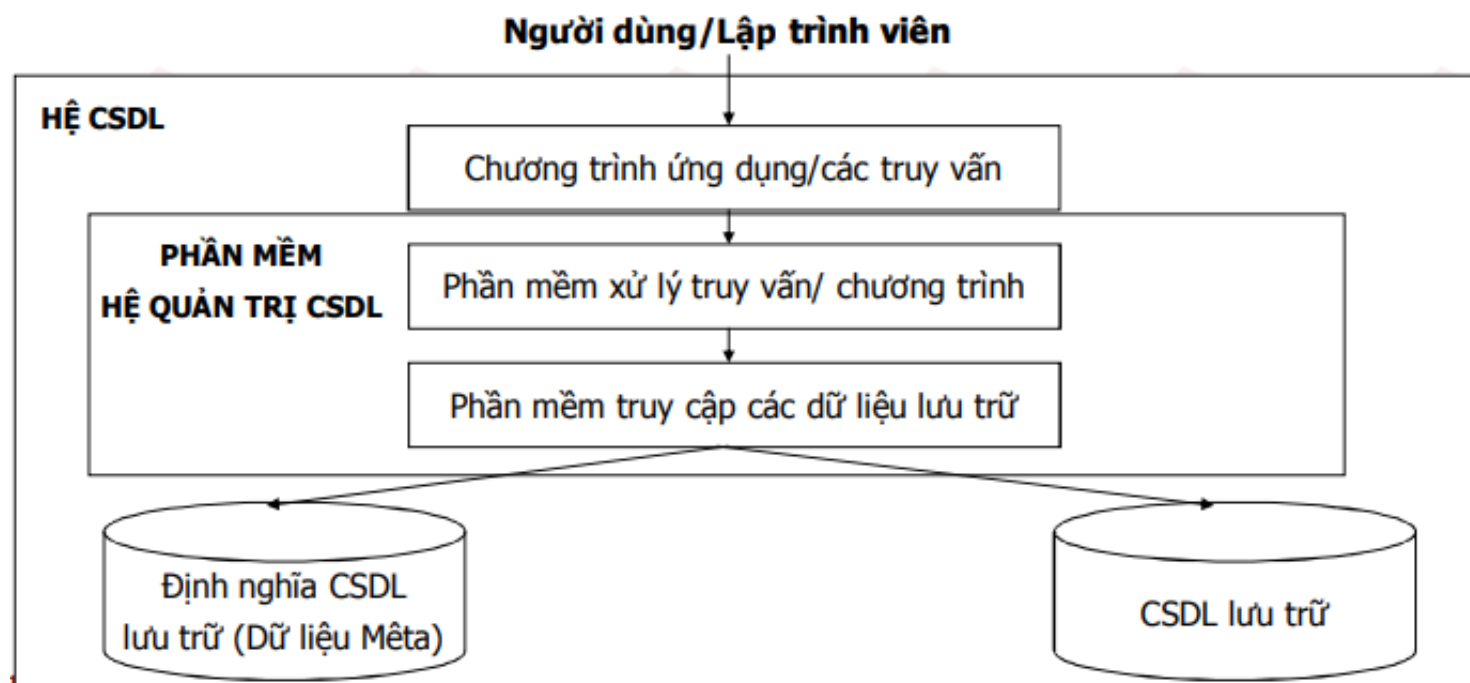 Người dùng/Lập trình viên
HỆ CSDL
Chương trình ứng dụng/các truy vấn
PHẦN MỀM
HỆ QUẢN TRỊ CSDL
Phần mềm xử lý truy vấn/ chương trình
Phần mềm truy cập các dữ liệu lưu trữ
Định nghĩa CSDL
lưu trữ (Dữ liệu Mêta)
CSDL lưu trữ